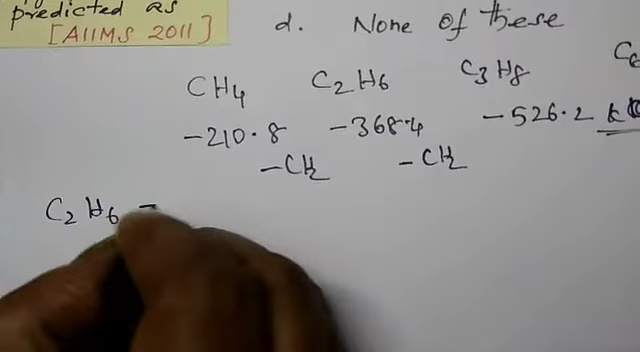 predicted as
[AIIMS 2011]
d. None of these
CH4 C2H6 C3H8
-210.8 -368.4 -526.2
-CH2 -CH2
C2H6 -